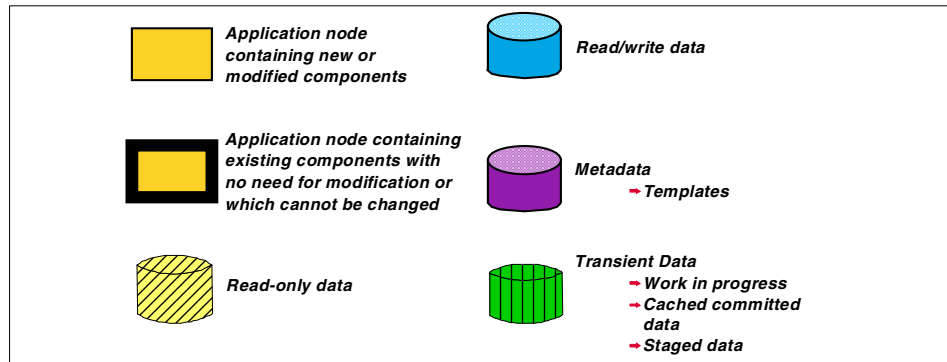 Application node
containing new or
modified components
Read/write data
Application node containing
existing components with
no need for modification or
which cannot be changed
Metadata
Templates
Read-only data
Transient Data
Work in progress
Cached committed
data
Staged data